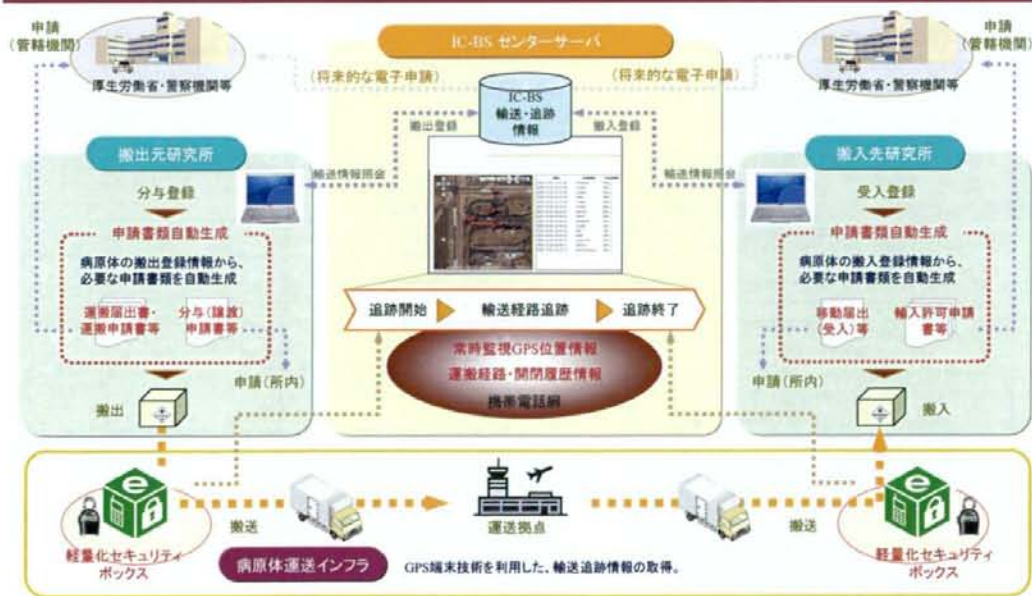 申請
(管轄機関)
厚生労働省・警察機関等
IC-BS センターサーバ
申請
(管轄機関)
厚生労働省・警察機関等
(将来的な電子申請)
(将来的な電子申請)
IC-BS
輸送・追跡
情報
搬出登録
搬入登録
輸送情報照会
輸送情報照会
搬出元研究所
分与登録
申請書類自動生成
病原体の搬出登録情報から、
必要な申請書類を自動生成
運搬届出書・
運搬申請書等
分与(譲渡)
申請書等
申請(所内)
搬出
追跡開始
輸送経路追跡
追跡終了
常時監視GPS位置情報
運搬経路・開閉履歴情報
携帯電話網
搬入先研究所
受入登録
申請書類自動生成
病原体の搬入登録情報から、
必要な申請書類を自動生成
移動届出
(受入)
輸入許可申請
書等
申請(所内)
搬入
e
搬送
運送拠点
搬送
e
軽量化セキュリティ
ボックス
病原体運送インフラ
GPS端末技術を利用した、輸送追跡情報の取得。
軽量化セキュリティ
ボックス